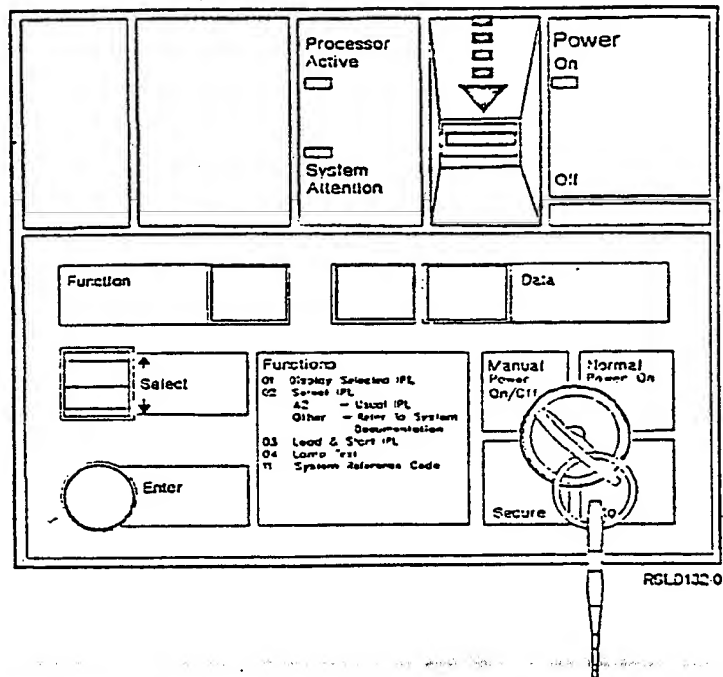 Processor
Active
System
Attention
Power
On
Off
Function
Data
Select
Enter
Functions
01 Display Selected IPL
02 Select IPL
A2 — Usual IPL
Other — Refer To System
Documentation
03 Load & Start IPL
04 Lamp Test
11 System Reference Code
Manual
Power
On/Off
Normal
Power On
Secure
RSLD132-0